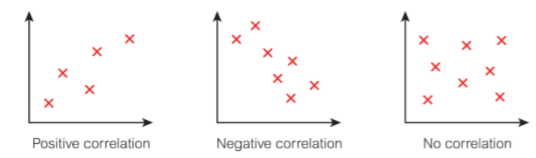 Positive correlation
Negative correlation
No correlation